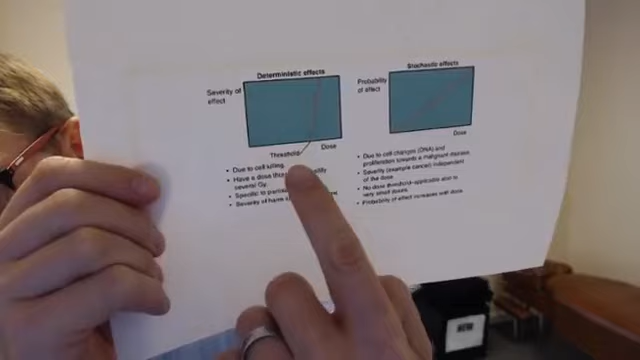 Deterministic effects
Severity of
effect
Threshold
Dose
• Due to cell killing
• Have a dose
several Gy.
• Specific to
• Severity of harm
Stochastic effects
Probability
of effect
Dose
• Due to cell changes (DNA) and
proliferation towards a malignant disease
• Severity (example cancer) independent
of the dose
• No dose threshold-applicable also to
very small doses
• Probability of effect increases with dose
NEW